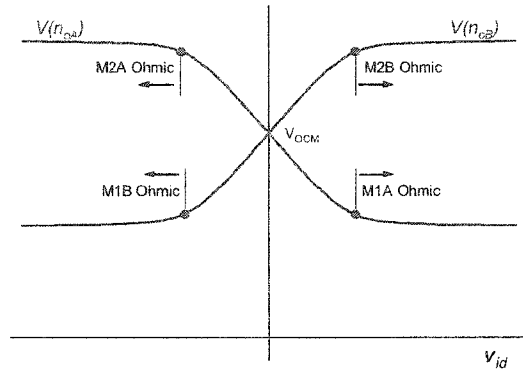 V(n_oA)
V(n_oB)
M2A Ohmic
M2B Ohmic
V_OCM
M1B Ohmic
M1A Ohmic
v_id